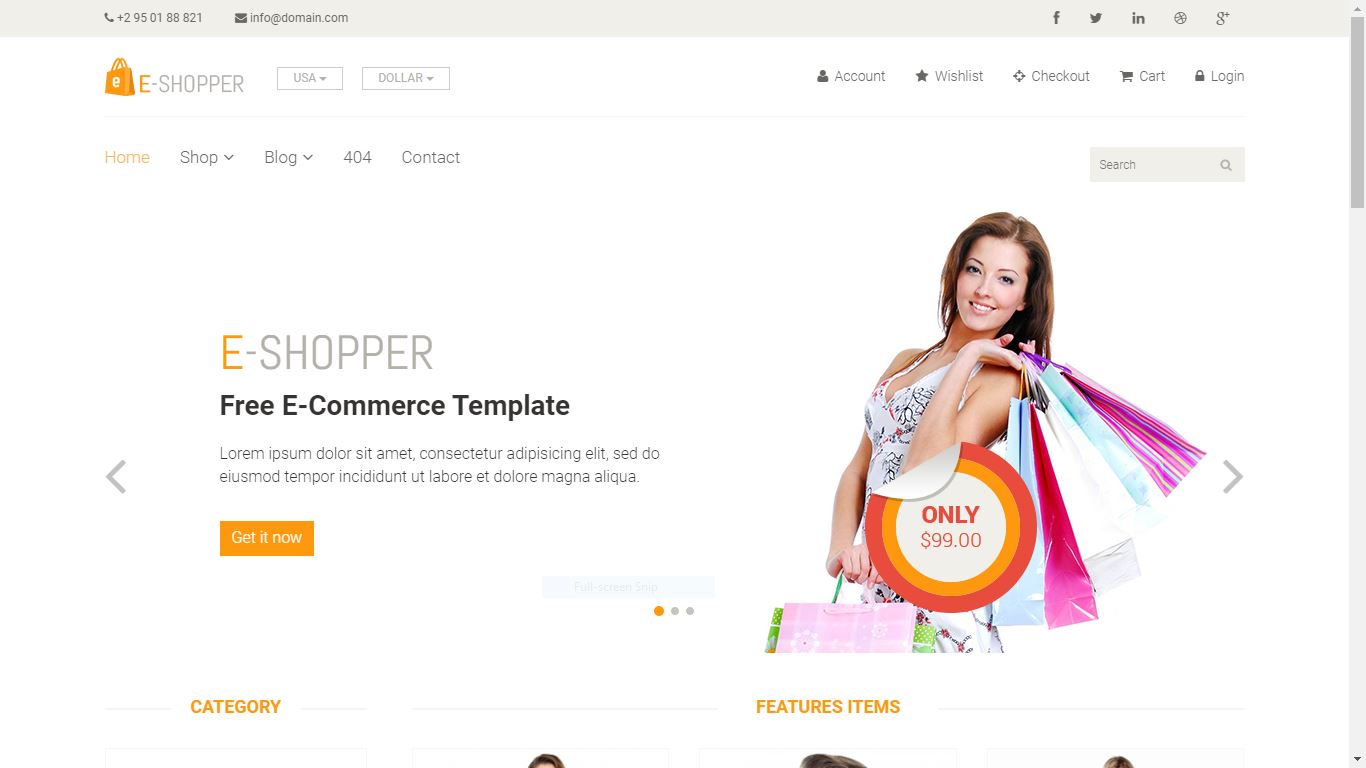 +2 95 01 88 821 info@domain.com
E-SHOPPER USA DOLLAR Account Wishlist Checkout Cart Login
Home Shop Blog 404 Contact
Search
E-SHOPPER
Free E-Commerce Template
Lorem ipsum dolor sit amet, consectetur adipisicing elit, sed do
eiusmod tempor incididunt ut labore et dolore magna aliqua.
Get it now
ONLY
$99.00
Full-screen Snip
CATEGORY FEATURES ITEMS